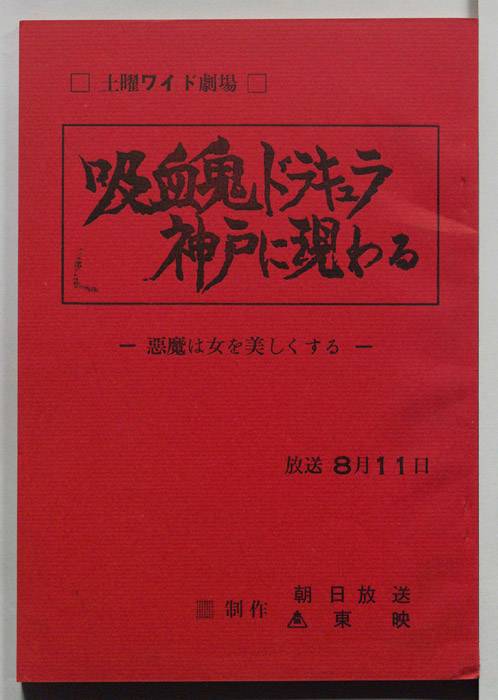 □ 土曜ワイド劇場 □
吸血鬼ドラキュラ
神戸に現わる
― 悪魔は女を美しくする ―
放送 8月11日
制作 朝日放送
東映